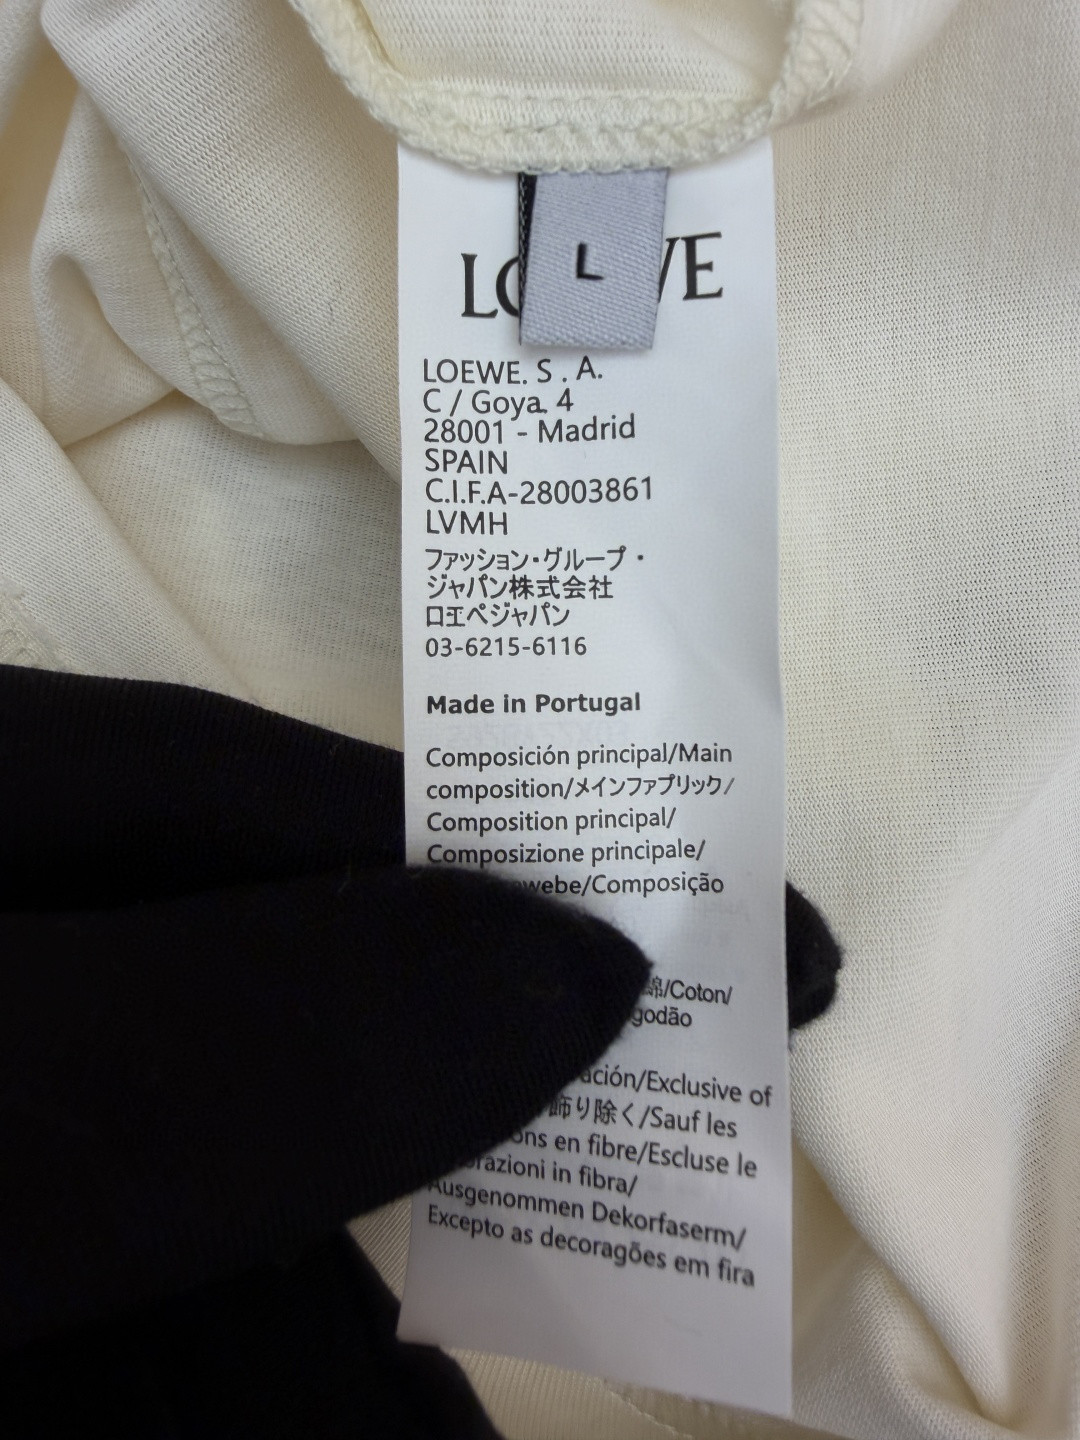 L
LOEWE. S . A.
C / Goya. 4
28001 - Madrid
SPAIN
C.I.F.A-28003861
LVMH
ファッション・グループ・
ジャパン株式会社
ロエベジャパン
03-6215-6116
Made in Portugal
Composición principal/Main
composition/メインファブリック/
Composition principal/
Composizione principale/
webe/Composição
綿/Coton/
godão
ación/Exclusive of
飾り除く/Sauf les
ons en fibre/Escluse le
razioni in fibra/
Ausgenommen Dekorfaserm/
Excepto as decoragões em fira